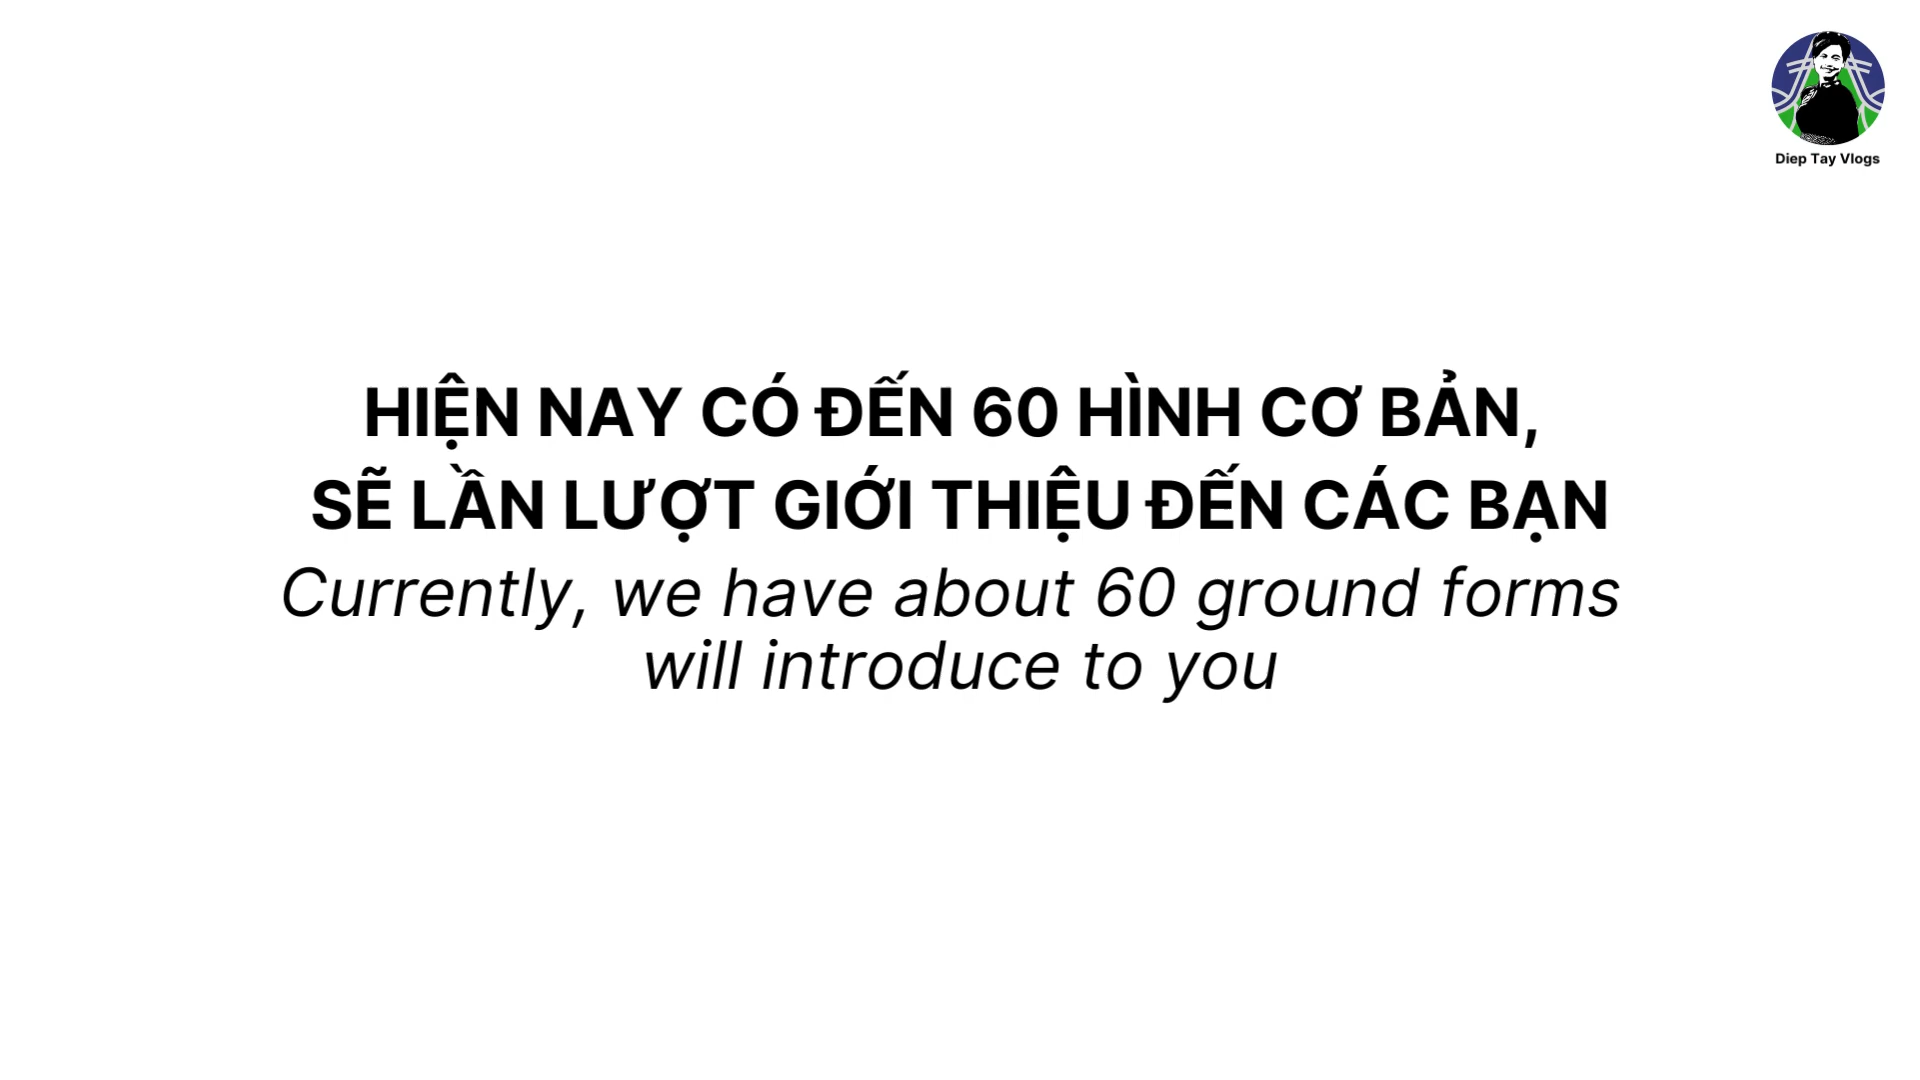 Diep Tay Vlogs
HIỆN NAY CÓ ĐẾN 60 HÌNH CƠ BẢN,
SẼ LẦN LƯỢT GIỚI THIỆU ĐẾN CÁC BẠN
Currently, we have about 60 ground forms
will introduce to you